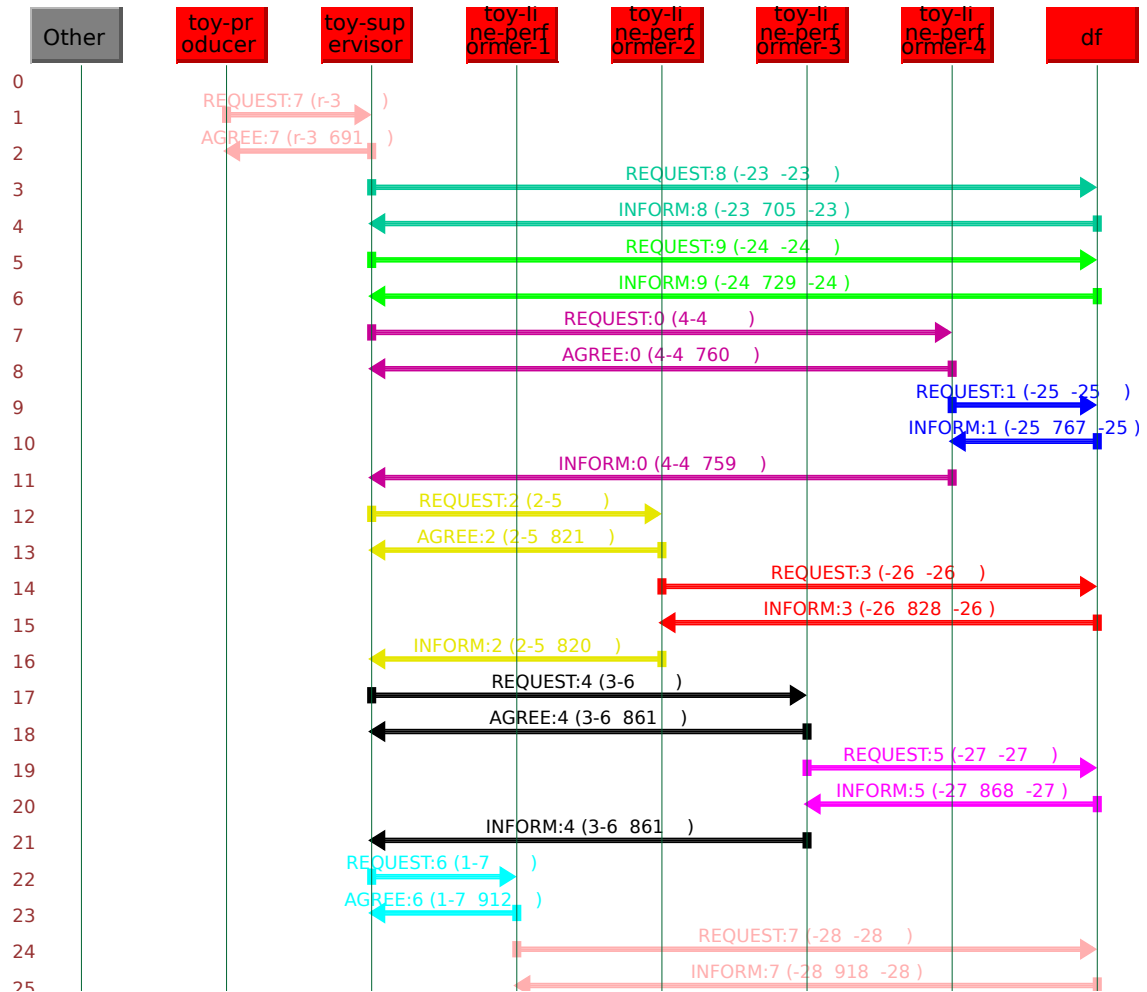 Other
toy-pr
oducer
toy-sup
ervisor
toy-li
ne-perf
ormer-1
toy-li
ne-perf
ormer-2
toy-li
ne-perf
ormer-3
toy-li
ne-perf
ormer-4
df
0
1 REQUEST:7 (r-3 )
2 AGREE:7 (r-3 691 )
3 REQUEST:8 (-23 -23 )
4 INFORM:8 (-23 705 -23 )
5 REQUEST:9 (-24 -24 )
6 INFORM:9 (-24 729 -24 )
7 REQUEST:0 (4-4 )
8 AGREE:0 (4-4 760 )
9 REQUEST:1 (-25 -25 )
10 INFORM:1 (-25 767 -25 )
11 INFORM:0 (4-4 759 )
12 REQUEST:2 (2-5 )
13 AGREE:2 (2-5 821 )
14 REQUEST:3 (-26 -26 )
15 INFORM:3 (-26 828 -26 )
16 INFORM:2 (2-5 820 )
17 REQUEST:4 (3-6 )
18 AGREE:4 (3-6 861 )
19 REQUEST:5 (-27 -27 )
20 INFORM:5 (-27 868 -27 )
21 INFORM:4 (3-6 861 )
22 REQUEST:6 (1-7 )
23 AGREE:6 (1-7 912 )
24 REQUEST:7 (-28 -28 )
25 INFORM:7 (-28 918 -28 )